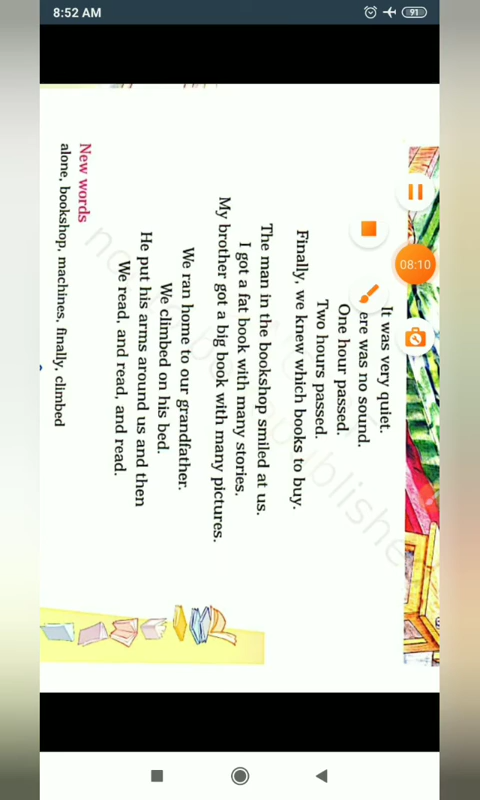 8:52 AM
91
08:10
It was very quiet.
ere was no sound.
One hour passed.
Two hours passed.
Finally, we knew which books to buy.
The man in the bookshop smiled at us.
I got a fat book with many stories.
My brother got a big book with many pictures.
We ran home to our grandfather.
We climbed on his bed.
He put his arms around us and then
We read, and read, and read.
New words
alone, bookshop, machines, finally, climbed